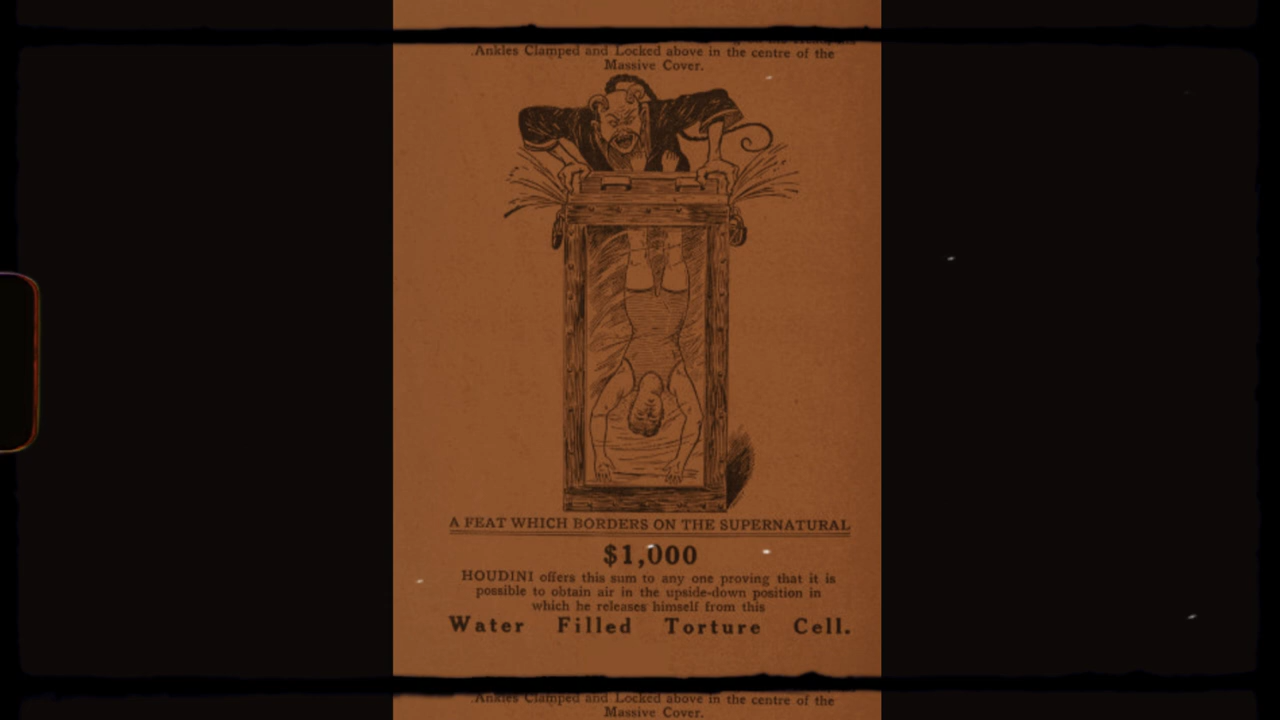 Ankles Clamped and Locked above in the centre of the
Massive Cover.
A FEAT WHICH BORDERS ON THE SUPERNATURAL
$1,000
HOUDINI offers this sum to any one proving that it is
possible to obtain air in the upside-down position in
which he releases himself from this
Water Filled Torture Cell.
Ankles Clamped and Locked above in the centre of the
Massive Cover.